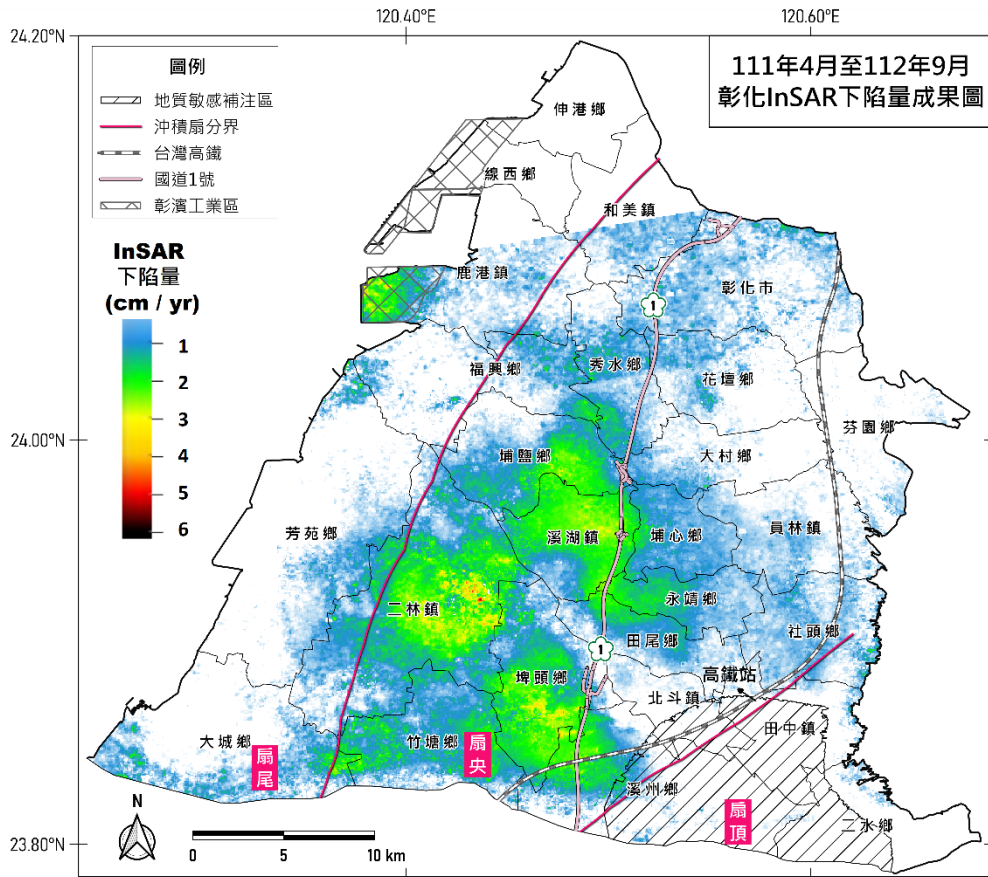 120.40°E
120.60°E
24.20°N
圖例
地質敏感補注區
沖積扇分界
台灣高鐵
國道1號
彰濱工業區
111年4月至112年9月
彰化InSAR下陷量成果圖
InSAR
下陷量
(cm / yr)
1
2
3
4
5
6
伸港鄉
線西鄉
和美鎮
鹿港鎮
彰化市
1
福興鄉
秀水鄉
花壇鄉
24.00°N
芬園鄉
埔鹽鄉
大村鄉
芳苑鄉
溪湖鎮
埔心鄉
員林鎮
二林鎮
永靖鄉
田尾鄉
社頭鄉
1
埤頭鄉
高鐵站
北斗鎮
田中鎮
大城鄉
扇尾
竹塘鄉
扇央
溪州鄉
扇頂
二水鄉
23.80°N
N
0
5
10 km